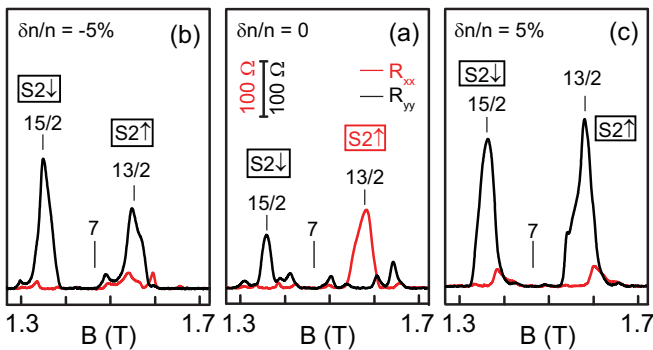 δn/n = -5% (b)
S2↓
15/2
S2↑
13/2
7
1.3 1.7
B (T)
δn/n = 0 (a)
100 Ω
100 Ω
Rxx
Ryy
S2↓
15/2
S2↑
13/2
7
1.3 1.7
B (T)
δn/n = 5% (c)
S2↓
15/2
13/2
S2↑
7
1.3 1.7
B (T)